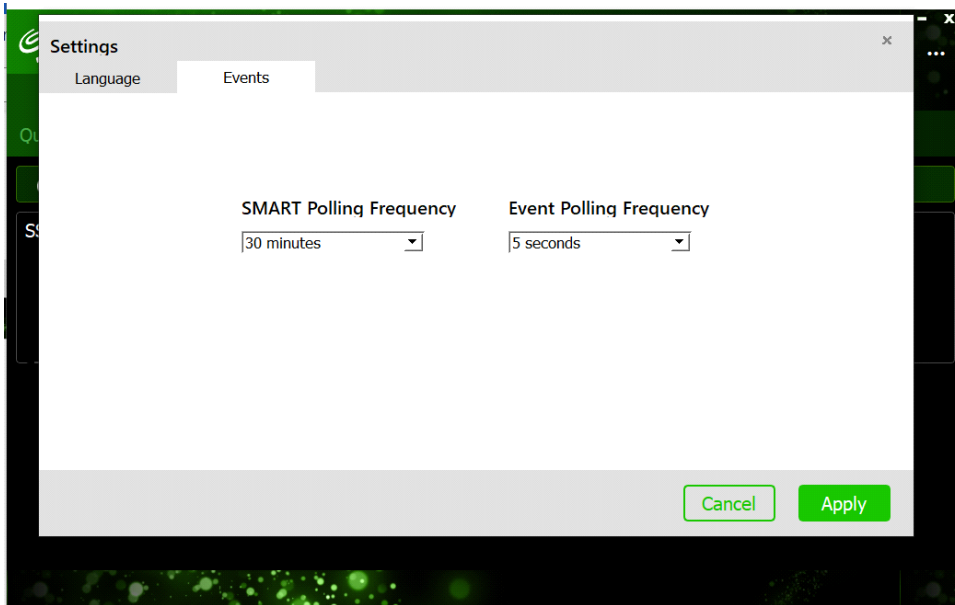 Settings
Language
Events
SMART Polling Frequency
Event Polling Frequency
30 minutes
5 seconds
Cancel
Apply